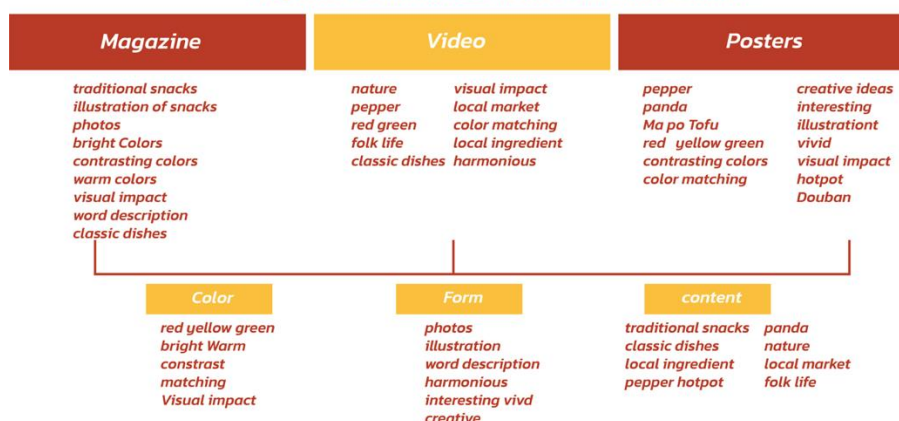 Magazine
traditional snacks
illustration of snacks
photos
bright Colors
contrasting colors
warm colors
visual impact
word description
classic dishes
Video
nature
pepper
red green
folk life
classic dishes
visual impact
local market
color matching
local ingredient
harmonious
Posters
pepper
panda
Ma po Tofu
red yellow green
contrasting colors
color matching
creative ideas
interesting
illustrationt
vivid
visual impact
hotpot
Douban
Color
red yellow green
bright Warm
constrast
matching
Visual impact
Form
photos
illustration
word description
harmonious
interesting vivd
creative
content
traditional snacks
classic dishes
local ingredient
pepper hotpot
panda
nature
local market
folk life